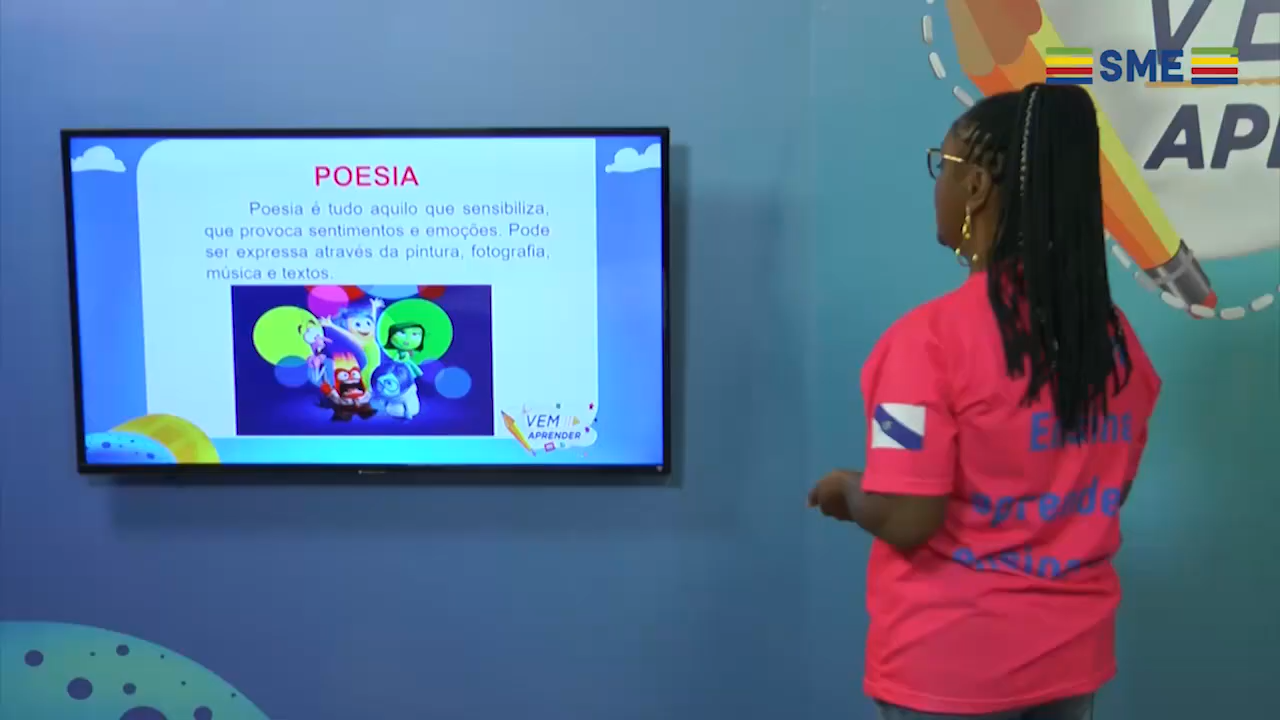 POESIA
Poesia é tudo aquilo que sensibiliza,
que provoca sentimentos e emoções. Pode
ser expressa através da pintura, fotografia,
música e textos.
VEM
APRENDER
SME